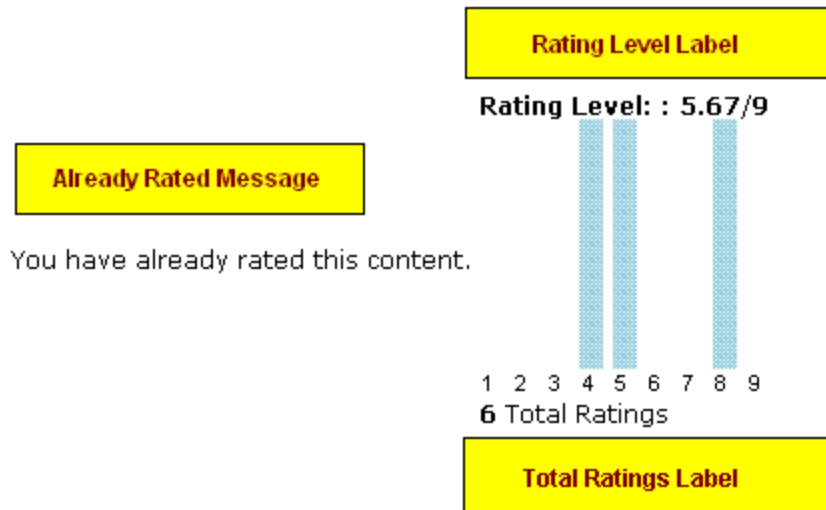 Rating Level Label
Rating Level: : 5.67/9
Already Rated Message
You have already rated this content.
1 2 3 4 5 6 7 8 9
6 Total Ratings
Total Ratings Label